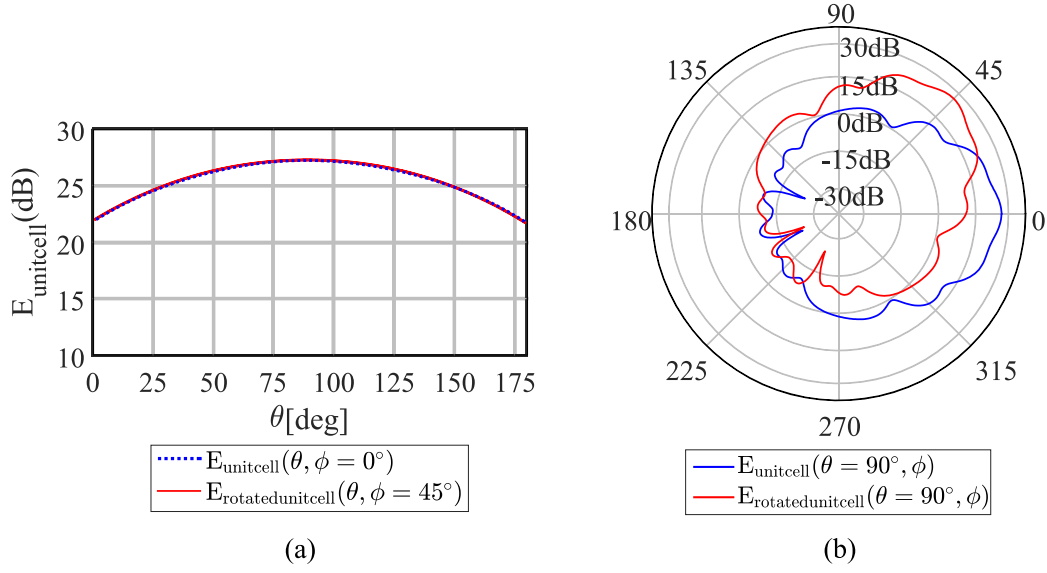 30
25
20
15
10
E_unitcell(dB)
0 25 50 75 100 125 150 175
θ[deg]
E_unitcell(θ, ϕ = 0°)
E_rotatedunitcell(θ, ϕ = 45°)
(a)
90
135
45
30dB
15dB
0dB
-15dB
-30dB
180
0
225
315
270
E_unitcell(θ = 90°, ϕ)
E_rotatedunitcell(θ = 90°, ϕ)
(b)